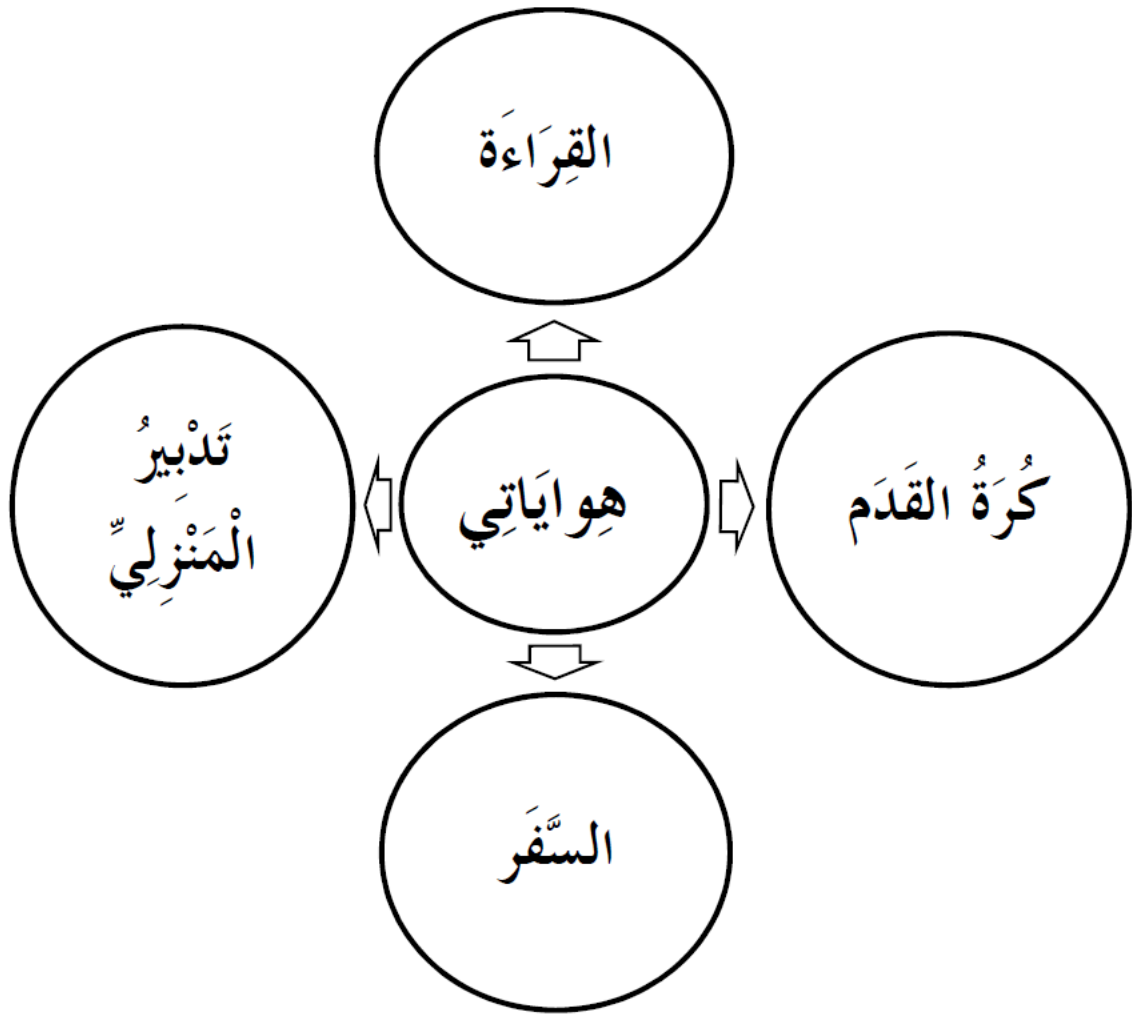 القِرَاءَة
كُرَةُ القَدَم
هِوايَاتِي
تَدْبِيرُ
الْمَنْزِلِيِّ
السَّفَر